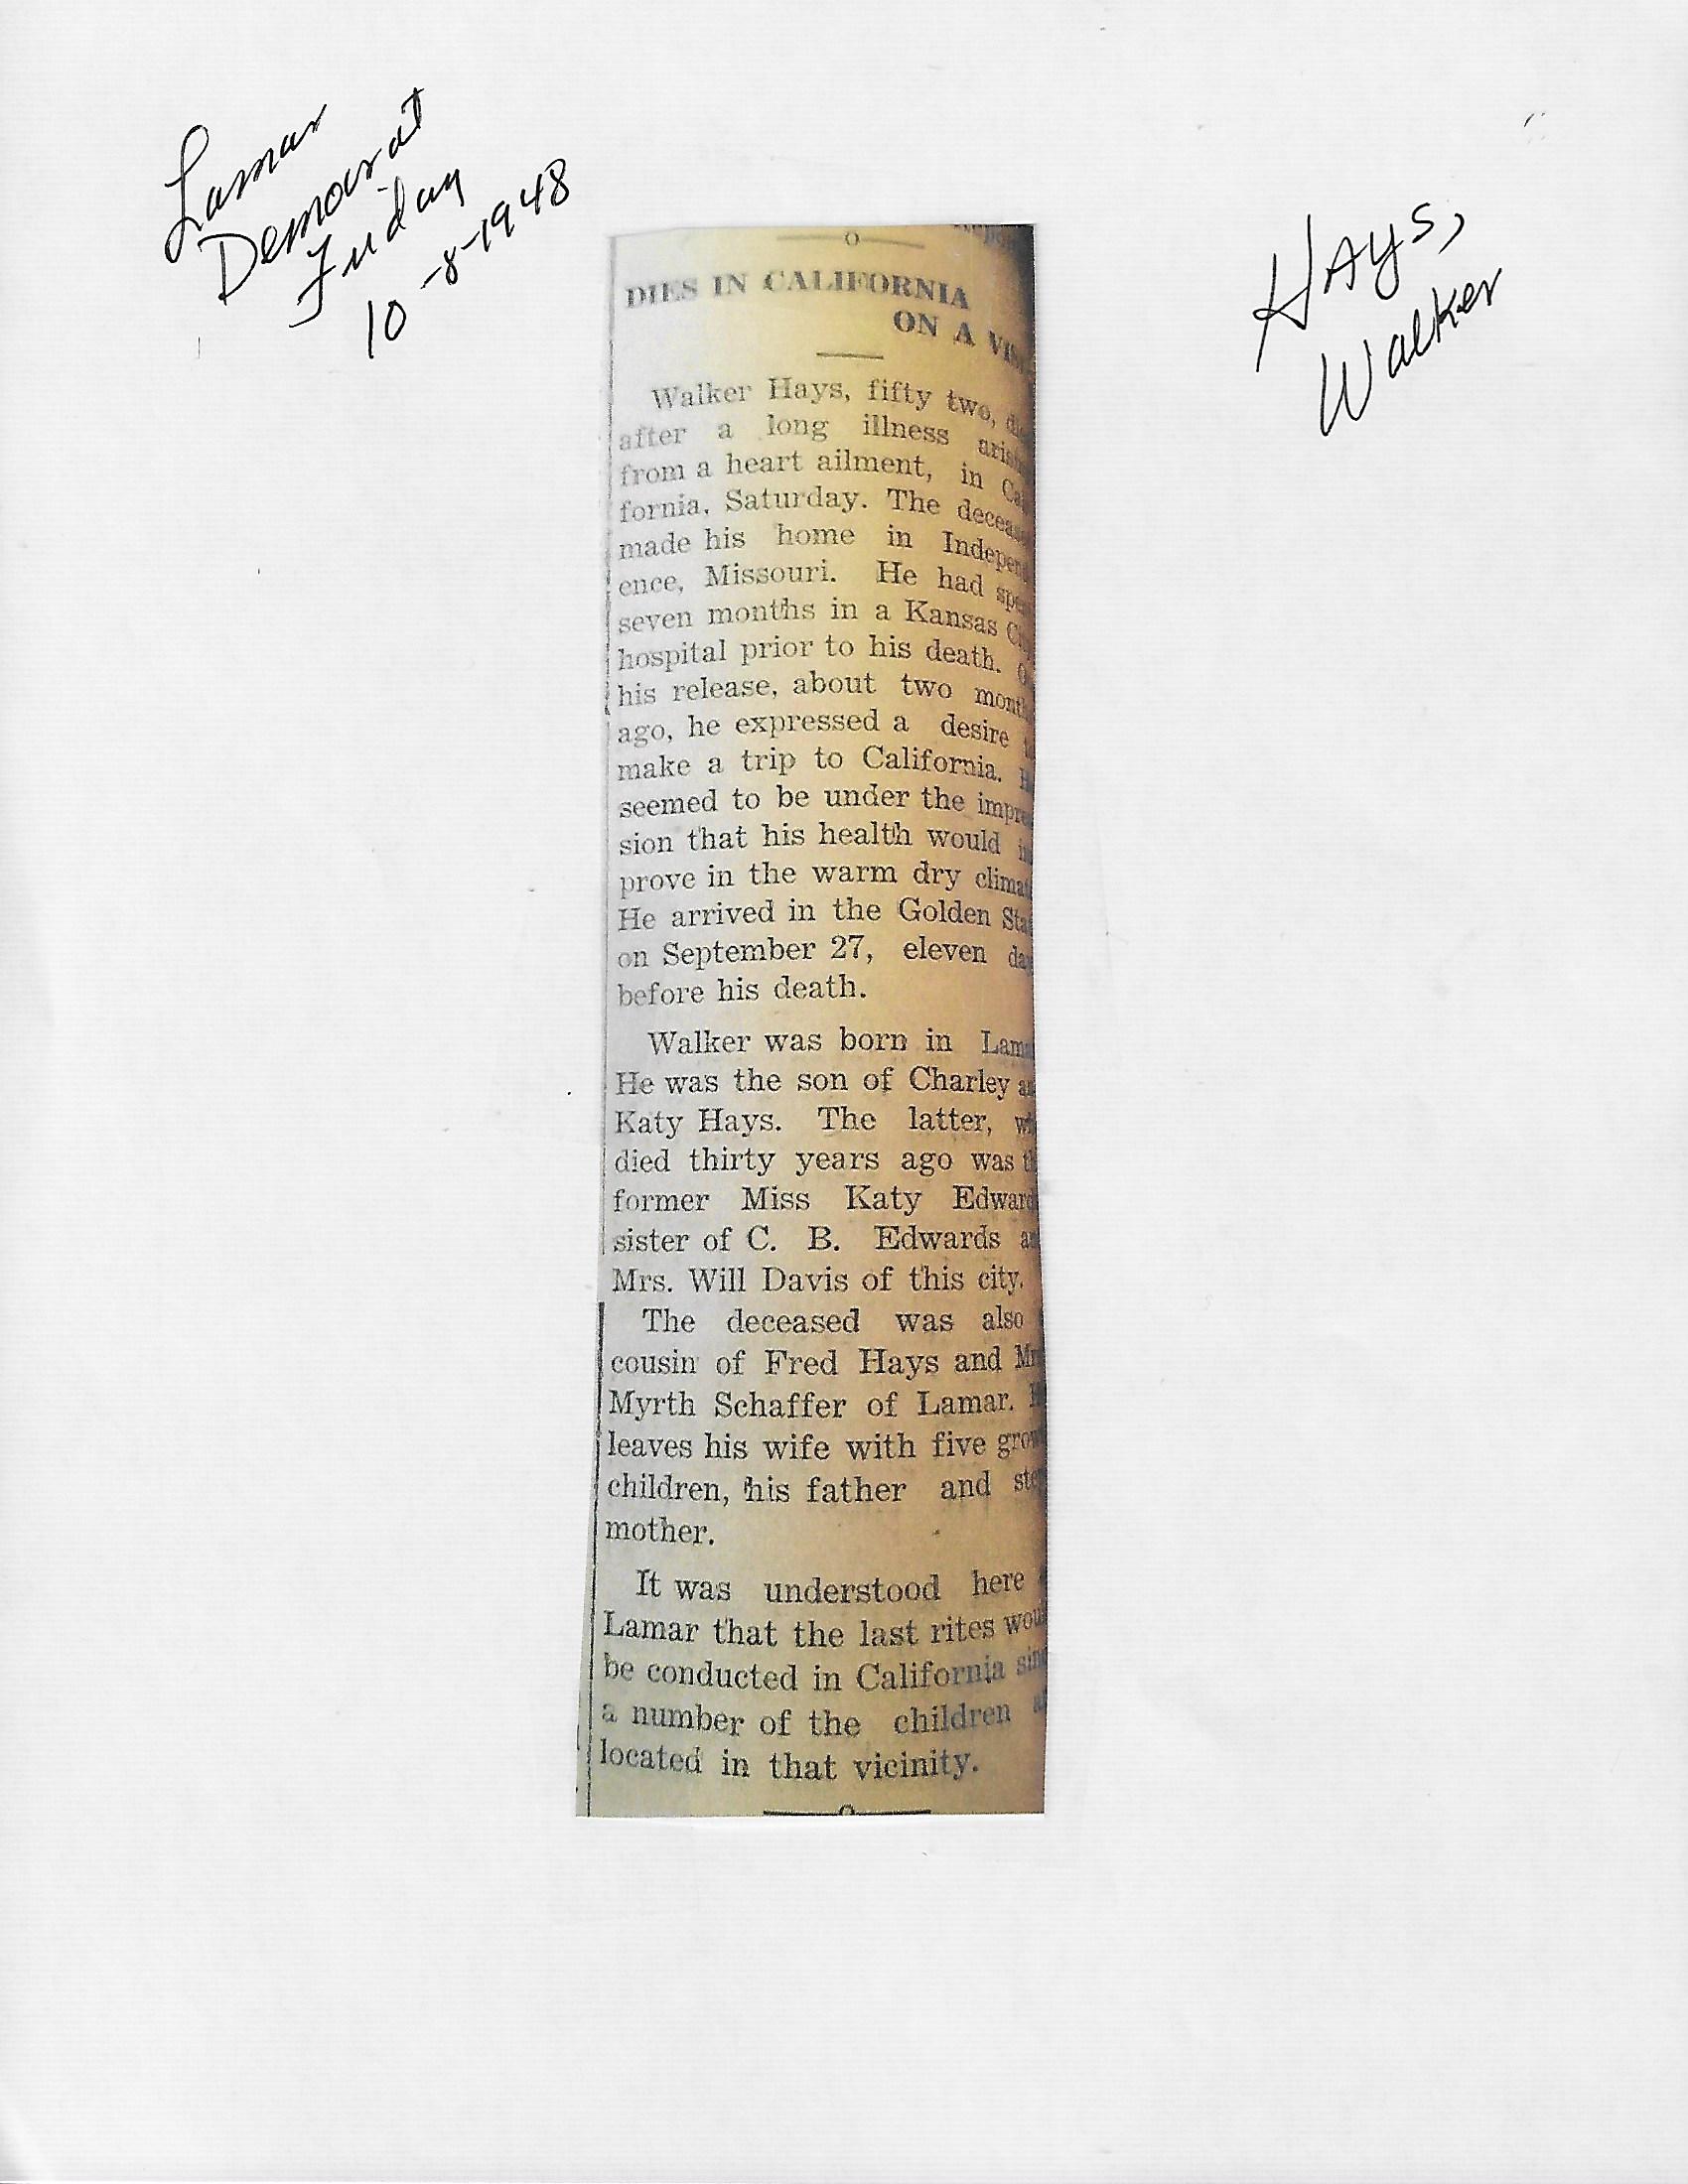 Lamar
Democrat
Friday
10-8-1948
Hays,
Walker
DIES IN CALIFORNIA
ON A
Walker Hays, fifty two,
after a long illness
from a heart ailment, in
fornia, Saturday. The
made his home in
ence, Missouri. He had
seven months in a Kansas
hospital prior to his death.
his release, about two
ago, he expressed a desire
make a trip to California.
seemed to be under the
sion that his health would
prove in the warm dry
He arrived in the Golden
on September 27, eleven
before his death.
Walker was born in
He was the son of Charley
Katy Hays. The latter,
died thirty years ago was
former Miss Katy
sister of C. B. Edwards
Mrs. Will Davis of this city.
The deceased was also
cousin of Fred Hays and
Myrth Schaffer of Lamar.
leaves his wife with five
children, his father and
mother.
It was understood here
Lamar that the last rites
be conducted in California
a number of the children
located in that vicinity.